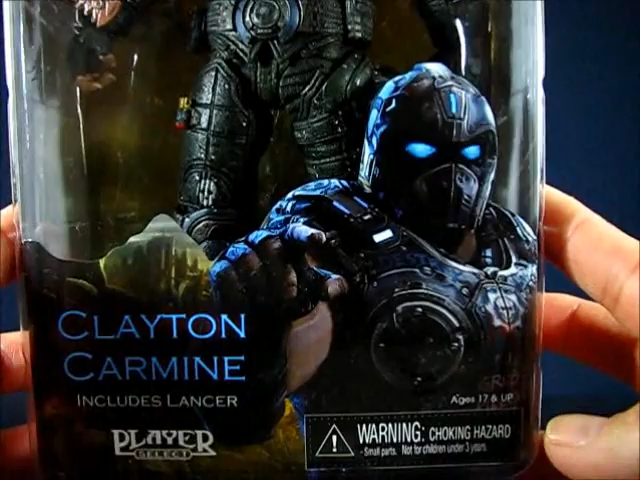 CLAYTON
CARMINE
INCLUDES LANCER
PLAYER
SELECT
AGES 17 & UP
WARNING: CHOKING HAZARD
- Small parts. Not for children under 3 years.